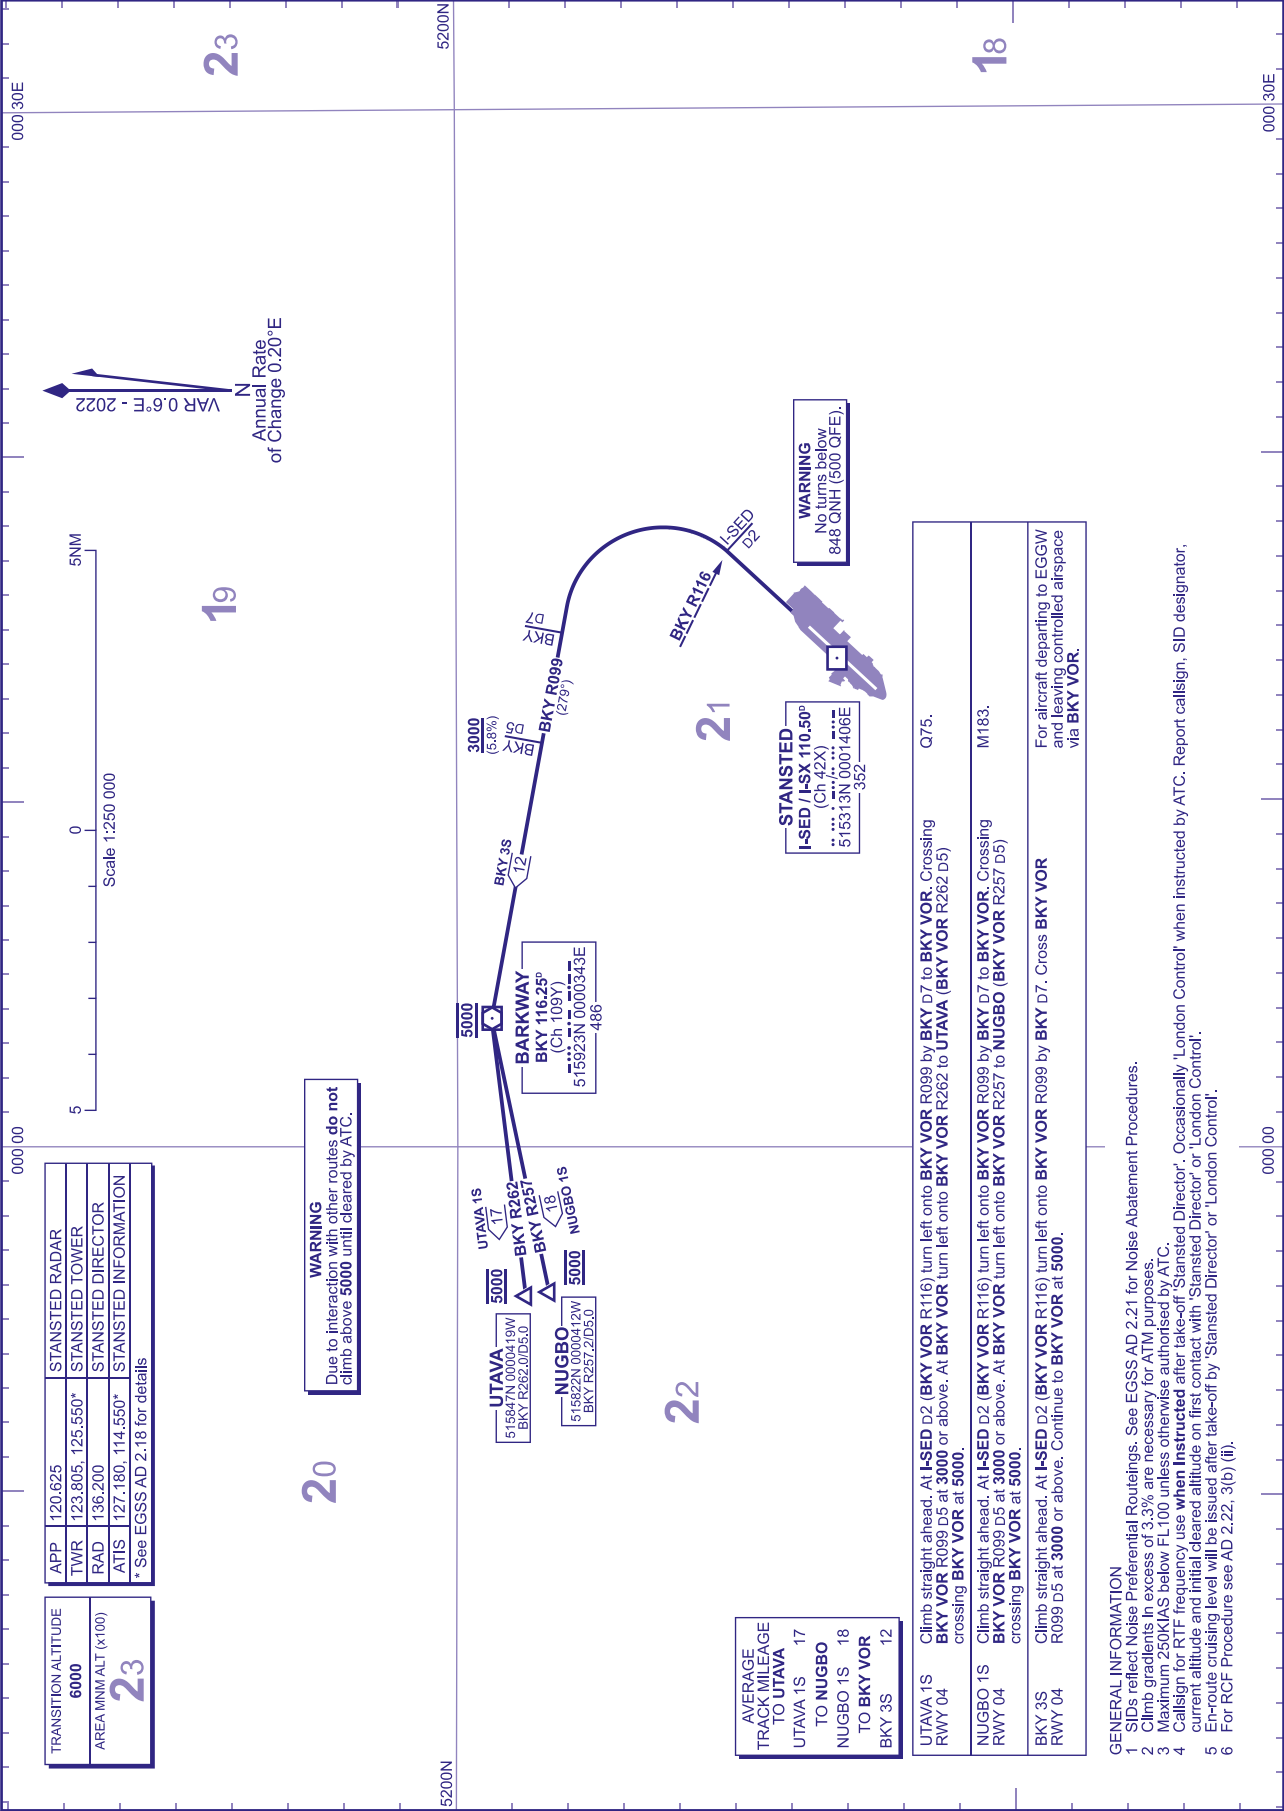 TRANSITION ALTITUDE
6000
AREA MNM ALT (x100)
23
APP 120.625 STANSTED RADAR
TWR 123.805, 125.550* STANSTED TOWER
RAD 136.200 STANSTED DIRECTOR
ATIS 127.180, 114.550* STANSTED INFORMATION
* See EGSS AD 2.18 for details
000 00
000 30E
5 0 5NM
Scale 1:250 000
VAR 0.6°E - 2022
N
Annual Rate
of Change 0.20°E
20
19
23
WARNING
Due to interaction with other routes do not
climb above 5000 until cleared by ATC.
5200N
5200N
UTAVA
515847N 0000419W
BKY R262.0/D5.0
5000
NUGBO
515822N 0000412W
BKY R257.2/D5.0
5000
UTAVA 1S
17
BKY R262
BKY R257
18
NUGBO 1S
5000
BARKWAY
BKY 116.25ᴰ
(Ch 109Y)
515923N 0000343E
486
BKY 3S
12
3000
(5.8%)
BKY
D5
BKY R099
(279°)
BKY
D7
BKY R116
I-SED
D2
22
21
18
STANSTED
I-SED / I-SX 110.50ᴰ
(Ch 42X)
515313N 0001406E
352
WARNING
No turns below
848 QNH (500 QFE).
AVERAGE
TRACK MILEAGE
TO UTAVA
UTAVA 1S 17
TO NUGBO
NUGBO 1S 18
TO BKY VOR
BKY 3S 12
UTAVA 1S
RWY 04
Climb straight ahead. At I-SED D2 (BKY VOR R116) turn left onto BKY VOR R099 by BKY D7 to BKY VOR. Crossing
BKY VOR R099 D5 at 3000 or above. At BKY VOR turn left onto BKY VOR R262 to UTAVA (BKY VOR R262 D5)
crossing BKY VOR at 5000.
Q75.
NUGBO 1S
RWY 04
Climb straight ahead. At I-SED D2 (BKY VOR R116) turn left onto BKY VOR R099 by BKY D7 to BKY VOR. Crossing
BKY VOR R099 D5 at 3000 or above. At BKY VOR turn left onto BKY VOR R257 to NUGBO (BKY VOR R257 D5)
crossing BKY VOR at 5000.
M183.
BKY 3S
RWY 04
Climb straight ahead. At I-SED D2 (BKY VOR R116) turn left onto BKY VOR R099 by BKY D7. Cross BKY VOR
R099 D5 at 3000 or above. Continue to BKY VOR at 5000.
For aircraft departing to EGGW
and leaving controlled airspace
via BKY VOR.
GENERAL INFORMATION
1 SIDs reflect Noise Preferential Routeings. See EGSS AD 2.21 for Noise Abatement Procedures.
2 Climb gradients In excess of 3.3% are necessary for ATM purposes.
3 Maximum 250KIAS below FL100 unless otherwise authorised by ATC.
4 Callsign for RTF frequency use when Instructed after take-off 'Stansted Director'. Occasionally 'London Control' when instructed by ATC. Report callsign, SID designator,
current altitude and initial cleared altitude on first contact with 'Stansted Director' or 'London Control'.
5 En-route cruising level will be issued after take-off by 'Stansted Director' or 'London Control'.
6 For RCF Procedure see AD 2.22, 3(b) (ii).
000 00
000 30E